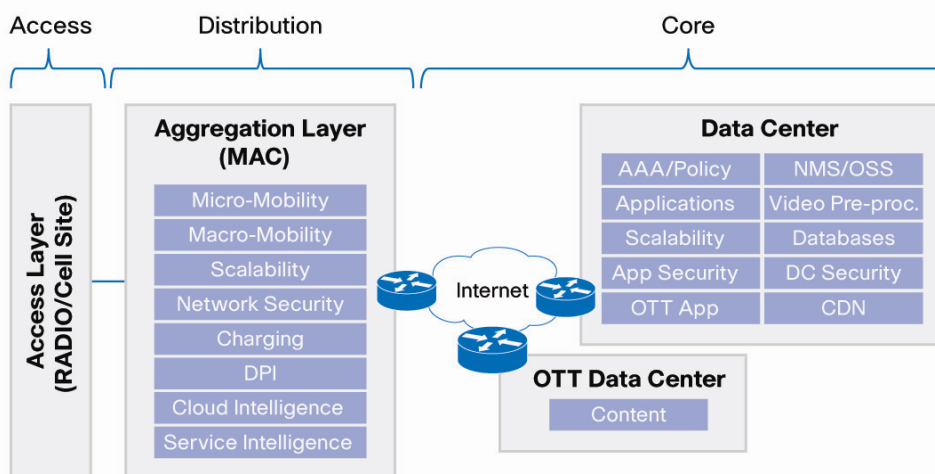 Access
Distribution
Core
Access Layer
(RADIO/Cell Site)
Aggregation Layer
(MAC)
Micro-Mobility
Macro-Mobility
Scalability
Network Security
Charging
DPI
Cloud Intelligence
Service Intelligence
Internet
Data Center
AAA/Policy
NMS/OSS
Applications
Video Pre-proc.
Scalability
Databases
App Security
DC Security
OTT App
CDN
OTT Data Center
Content